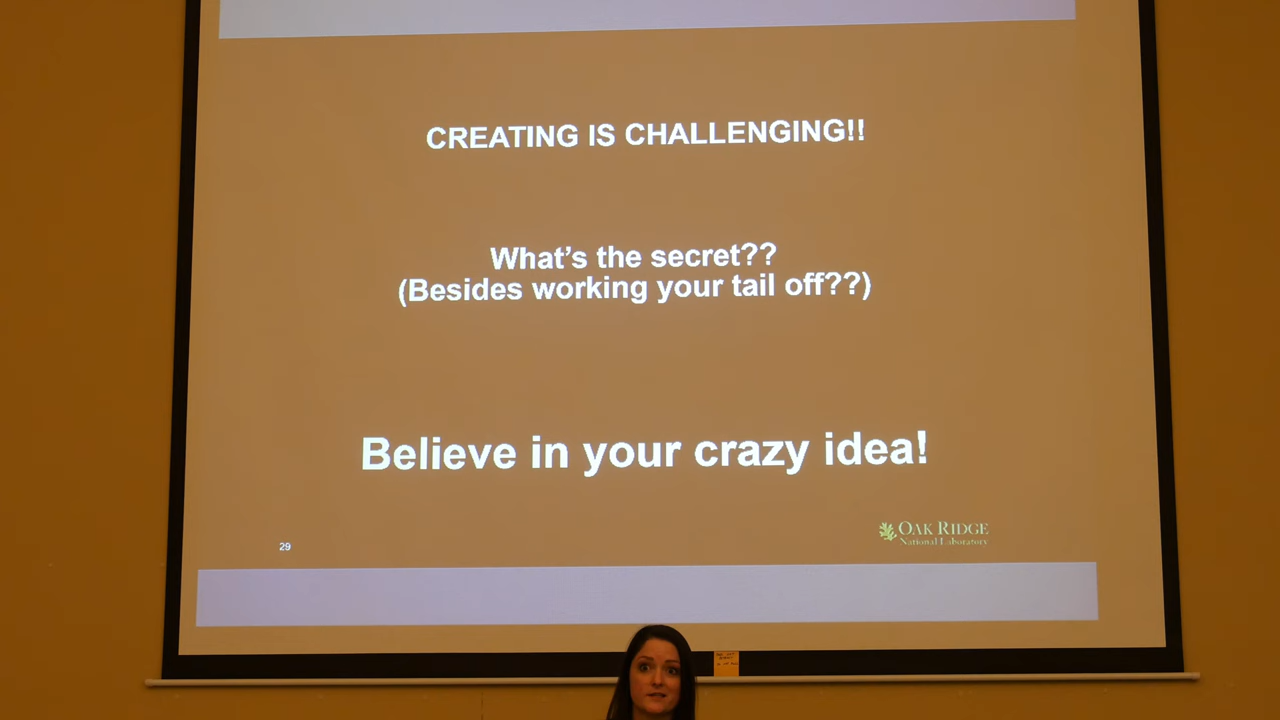 CREATING IS CHALLENGING!!
What's the secret??
(Besides working your tail off??)
Believe in your crazy idea!
29
OAK RIDGE
National Laboratory